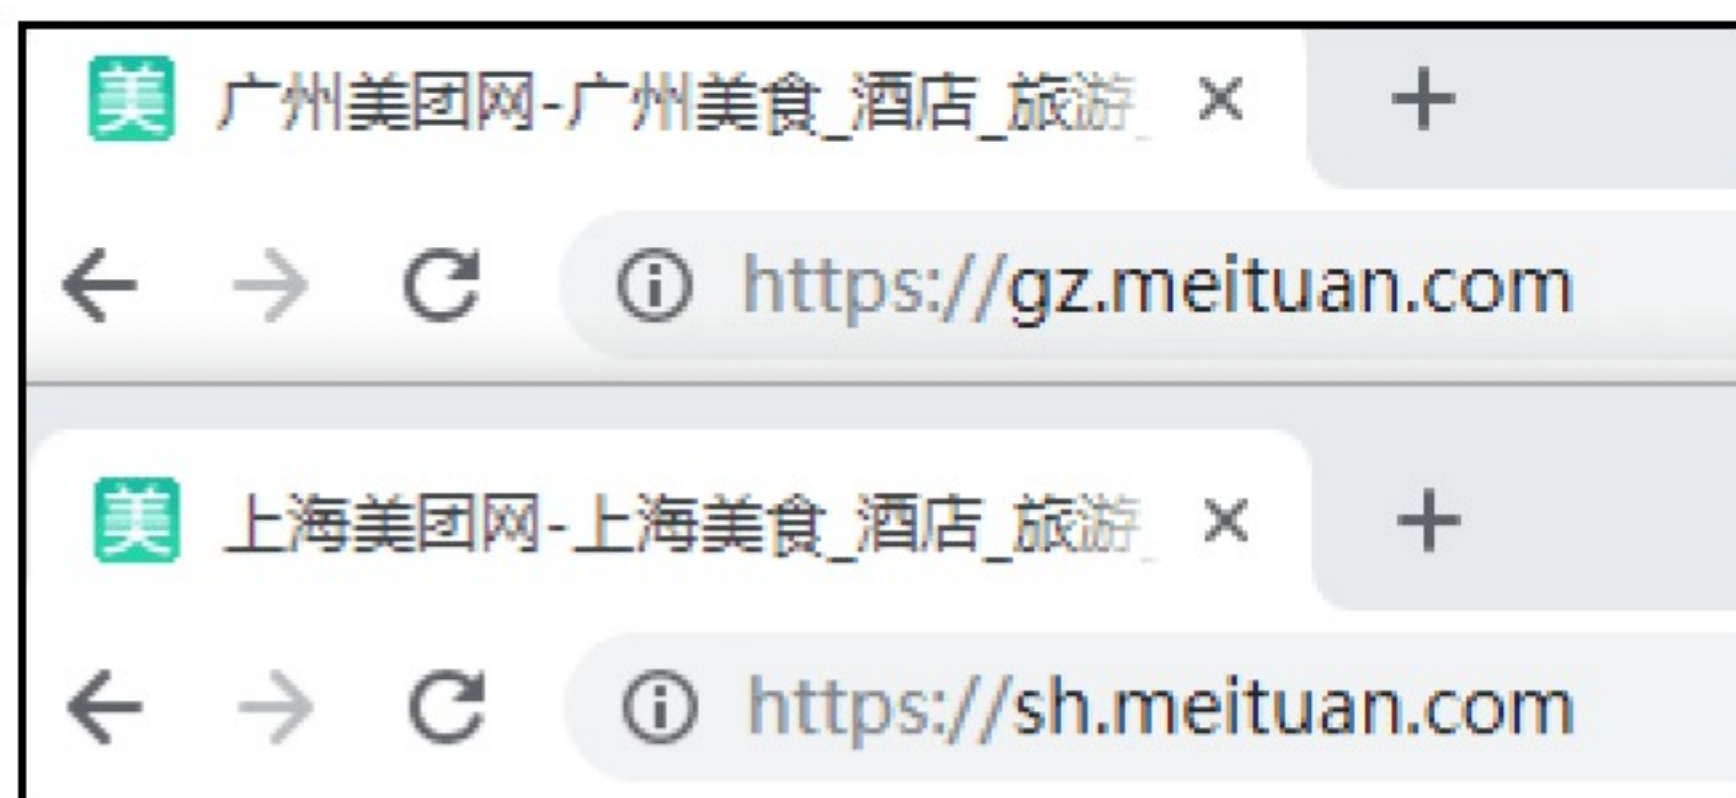 美 广州美团网-广州美食_酒店_旅游_
https://gz.meituan.com
美 上海美团网-上海美食_酒店_旅游_
https://sh.meituan.com